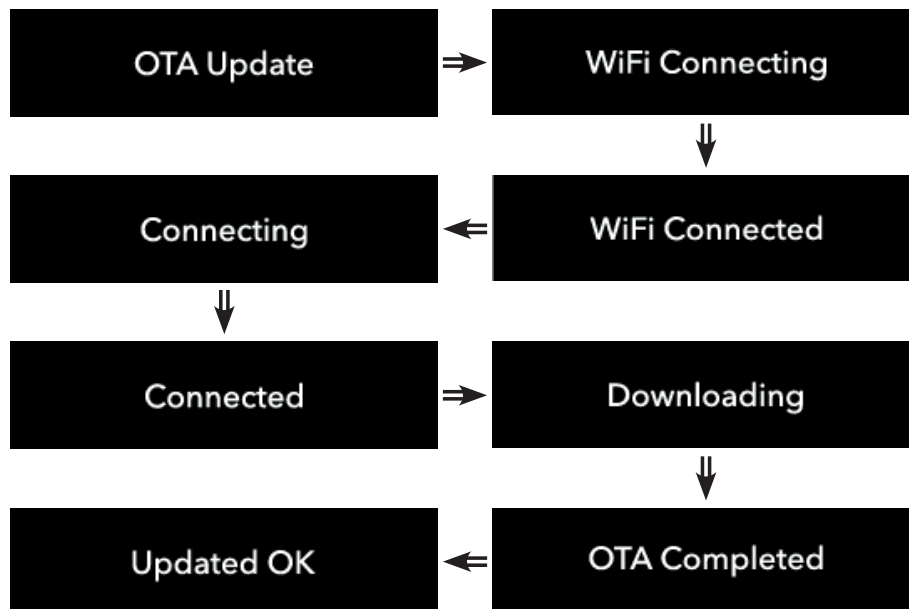 OTA Update
WiFi Connecting
WiFi Connected
Connecting
Connected
Downloading
OTA Completed
Updated OK